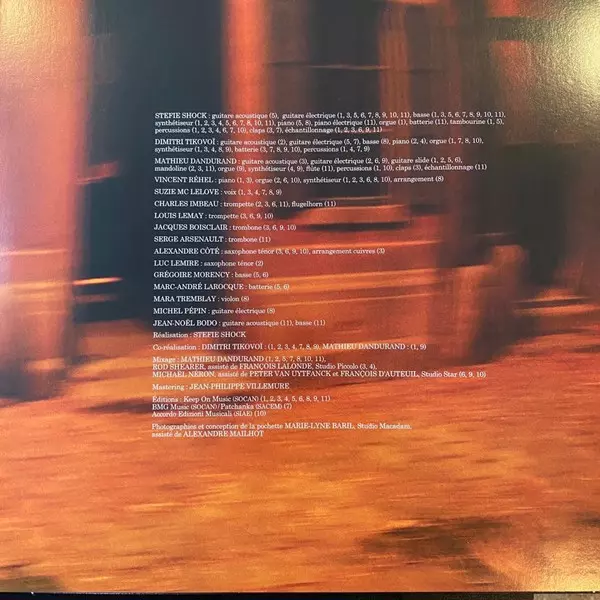 STEFIE SHOCK : guitare acoustique (5), guitare électrique (1, 3, 5, 6, 7, 8, 9, 10, 11), basse (1, 3, 5, 6, 7, 8, 9, 10, 11),
synthétiseur (1, 2, 3, 4, 5, 6, 7, 8, 10, 11), piano (5, 8), piano électrique (11), orgue (1), batterie (11), tambourine (1, 5),
percussions (1, 2, 3, 4, 6, 7, 10), claps (3, 7), échantillonnage (1, 2, 3, 6, 9, 11)
DIMITRI TIKOVOÏ : guitare acoustique (2), guitare électrique (5, 7), basse (8), piano (2, 4), orgue (1, 7, 8, 10),
synthétiseur (1, 3, 4, 8, 9), batterie (3, 7, 8, 9, 10), percussions (1, 4, 7, 9)
MATHIEU DANDURAND : guitare acoustique (3), guitare électrique (2, 6, 9), guitare slide (1, 2, 5, 6),
mandoline (2, 3, 11), orgue (9), synthétiseur (4, 9), flûte (11), percussions (1, 10), claps (3), échantillonnage (11)
VINCENT RÉHEL : piano (1, 3), orgue (2, 6, 10), synthétiseur (1, 2, 3, 6, 8, 10), arrangement (8)
SUZIE MC LELOVE : voix (1, 3, 4, 7, 8, 9)
CHARLES IMBEAU : trompette (2, 3, 6, 11), flugelhorn (11)
LOUIS LEMAY : trompette (3, 6, 9, 10)
JACQUES BOISCLAIR : trombone (3, 6, 9, 10)
SERGE ARSENAULT : trombone (11)
ALEXANDRE CÔTÉ : saxophone ténor (3, 6, 9, 10), arrangement cuivres (3)
LUC LEMIRE : saxophone ténor (2)
GRÉGOIRE MORENCY : basse (5, 6)
MARC-ANDRÉ LAROCQUE : batterie (5, 6)
MARA TREMBLAY : violon (8)
MICHEL PÉPIN : guitare électrique (8)
JEAN-NOËL BODO : guitare acoustique (11), basse (11)
Réalisation : STEFIE SHOCK
Co-réalisation : DIMITRI TIKOVOÏ : (1, 2, 3, 4, 7, 8, 9), MATHIEU DANDURAND : (1, 9)
Mixage : MATHIEU DANDURAND (1, 2, 5, 7, 8, 10, 11),
ROD SHEARER, assisté de FRANÇOIS LALONDE, Studio Piccolo (3, 4),
MICHAËL NÉRON, assisté de PETER VAN UYTFANCK et FRANÇOIS D'AUTEUIL, Studio Star (6, 9, 10)
Mastering : JEAN-PHILIPPE VILLEMURE
Éditions : Keep On Music (SOCAN) (1, 2, 3, 4, 5, 6, 8, 9, 11)
BMG Music (SOCAN) / Patchanka (SACEM) (7)
Accordo Edizioni Musicali (SIAE) (10)
Photographies et conception de la pochette MARIE-LYNE BARIL, Studio Macadam,
assisté de ALEXANDRE MAILHOT